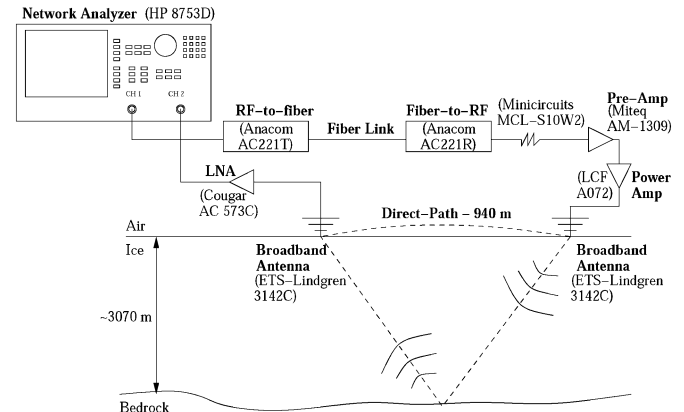 Network Analyzer (HP 8753D)
CH 1
CH 2
RF−to−fiber
(Anacom
AC221T)
Fiber Link
Fiber−to−RF
(Anacom
AC221R)
(Minicircuits
MCL−S10W2)
Pre−Amp
(Miteq
AM−1309)
LNA
(Cougar
AC 573C)
(LCF
A072)
Power
Amp
Direct−Path − 940 m
Air
Ice
Broadband
Antenna
(ETS−Lindgren
3142C)
Broadband
Antenna
(ETS−Lindgren
3142C)
~3070 m
Bedrock